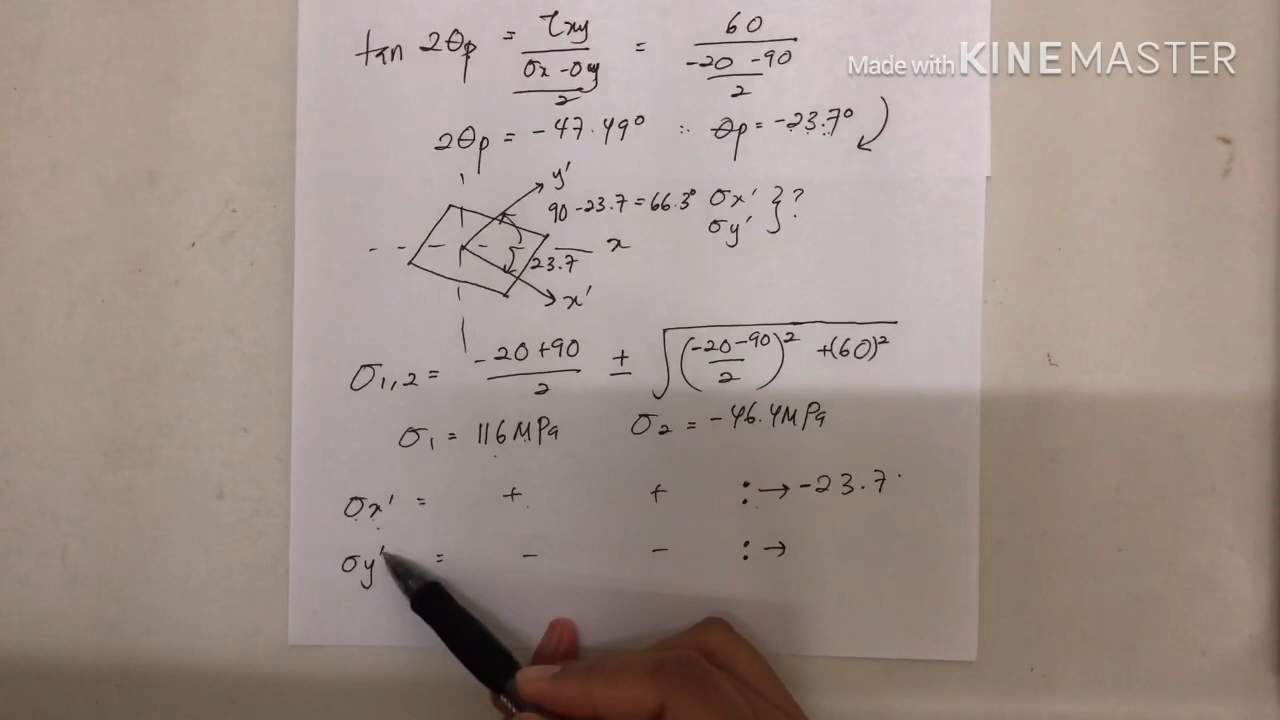 tan 2θp = τxy / ((σx - σy) / 2) = 60 / ((-20 -90) / 2)
Made with KINEMASTER
2θp = -47.49° ∴ θp = -23.7°
y'
90 -23.7 = 66.3° σx' } ?
σy'
x
23.7
x'
σ1,2 = (-20+90) / 2 ± √(((-20-90) / 2)² +(60)²)
σ1 = 116 MPa σ2 = -46.4 MPa
σx' = + + : → -23.7
σy' = - - : →